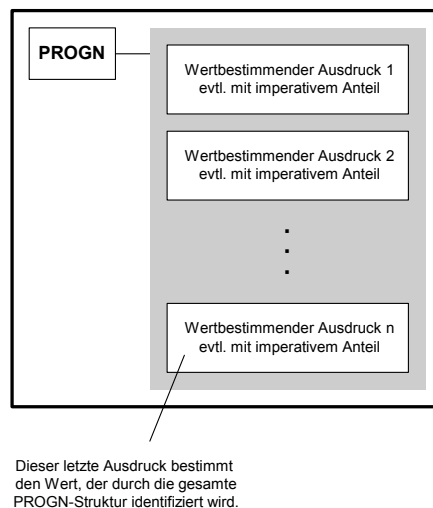 PROGN
Wertbestimmender Ausdruck 1
evtl. mit imperativem Anteil
Wertbestimmender Ausdruck 2
evtl. mit imperativem Anteil
.
.
.
Wertbestimmender Ausdruck n
evtl. mit imperativem Anteil
Dieser letzte Ausdruck bestimmt
den Wert, der durch die gesamte
PROGN-Struktur identifiziert wird.